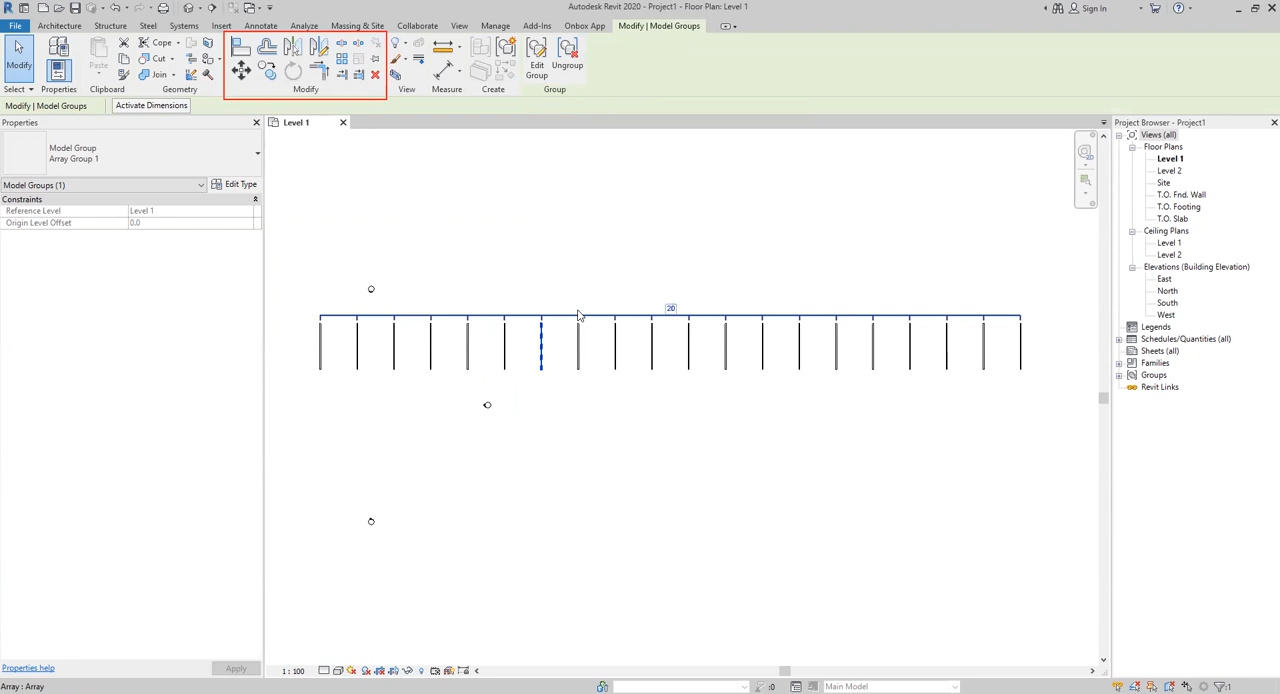 Autodesk Revit 2020 - Project1 - Floor Plan: Level 1
Sign In
File Architecture Structure Steel Systems Insert Annotate Analyze Massing & Site Collaborate View Manage Add-Ins Onbox App Modify | Model Groups
Modify
Paste
Cope
Cut
Join
Edit Group
Ungroup
Select Properties Clipboard Geometry Modify View Measure Create Group
Modify | Model Groups
Activate Dimensions
Properties
Model Group
Array Group 1
Model Groups (1)
Edit Type
Constraints
Reference Level Level 1
Origin Level Offset 0.0
Properties help
Apply
Level 1
2D
20
Project Browser - Project1
Views (all)
Floor Plans
Level 1
Level 2
Site
T.O. Fnd. Wall
T.O. Footing
T.O. Slab
Ceiling Plans
Level 1
Level 2
Elevations (Building Elevation)
East
North
South
West
Legends
Schedules/Quantities (all)
Sheets (all)
Families
Groups
Revit Links
1 : 100
Array : Array
:0
Main Model
:1